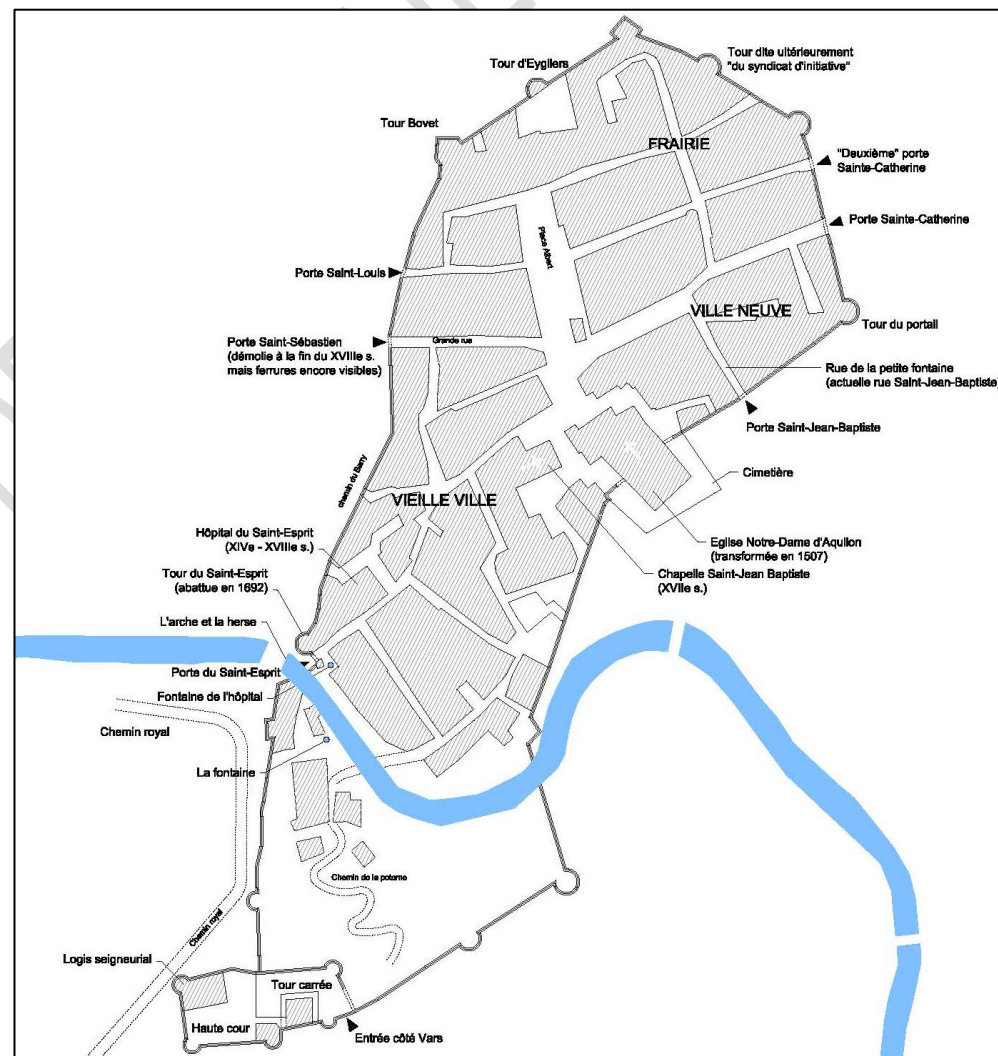 Tour d'Eygliers
Tour dite ultérieurement
"du syndicat d'initiative"
Tour Bovet
FRAIRIE
"Deuxième" porte
Sainte-Catherine
Place Albert
Porte Sainte-Catherine
Porte Saint-Louis
VILLE NEUVE
Tour du portail
Porte Saint-Sébastien
(démolie à la fin du XVIIIe s.
mais ferrures encore visibles)
Grande rue
Rue de la petite fontaine
(actuelle rue Saint-Jean-Baptiste)
Porte Saint-Jean-Baptiste
chemin du Barry
Cimetière
VIEILLE VILLE
Hôpital du Saint-Esprit
(XIVe - XVIIIe s.)
Eglise Notre-Dame d'Aquilon
(transformée en 1507)
Chapelle Saint-Jean Baptiste
(XVIIe s.)
Tour du Saint-Esprit
(abattue en 1692)
L'arche et la herse
Porte du Saint-Esprit
Fontaine de l'hôpital
Chemin royal
La fontaine
Chemin de la poterne
Chemin royal
Logis seigneurial
Tour carrée
Haute cour
Entrée côté Vars